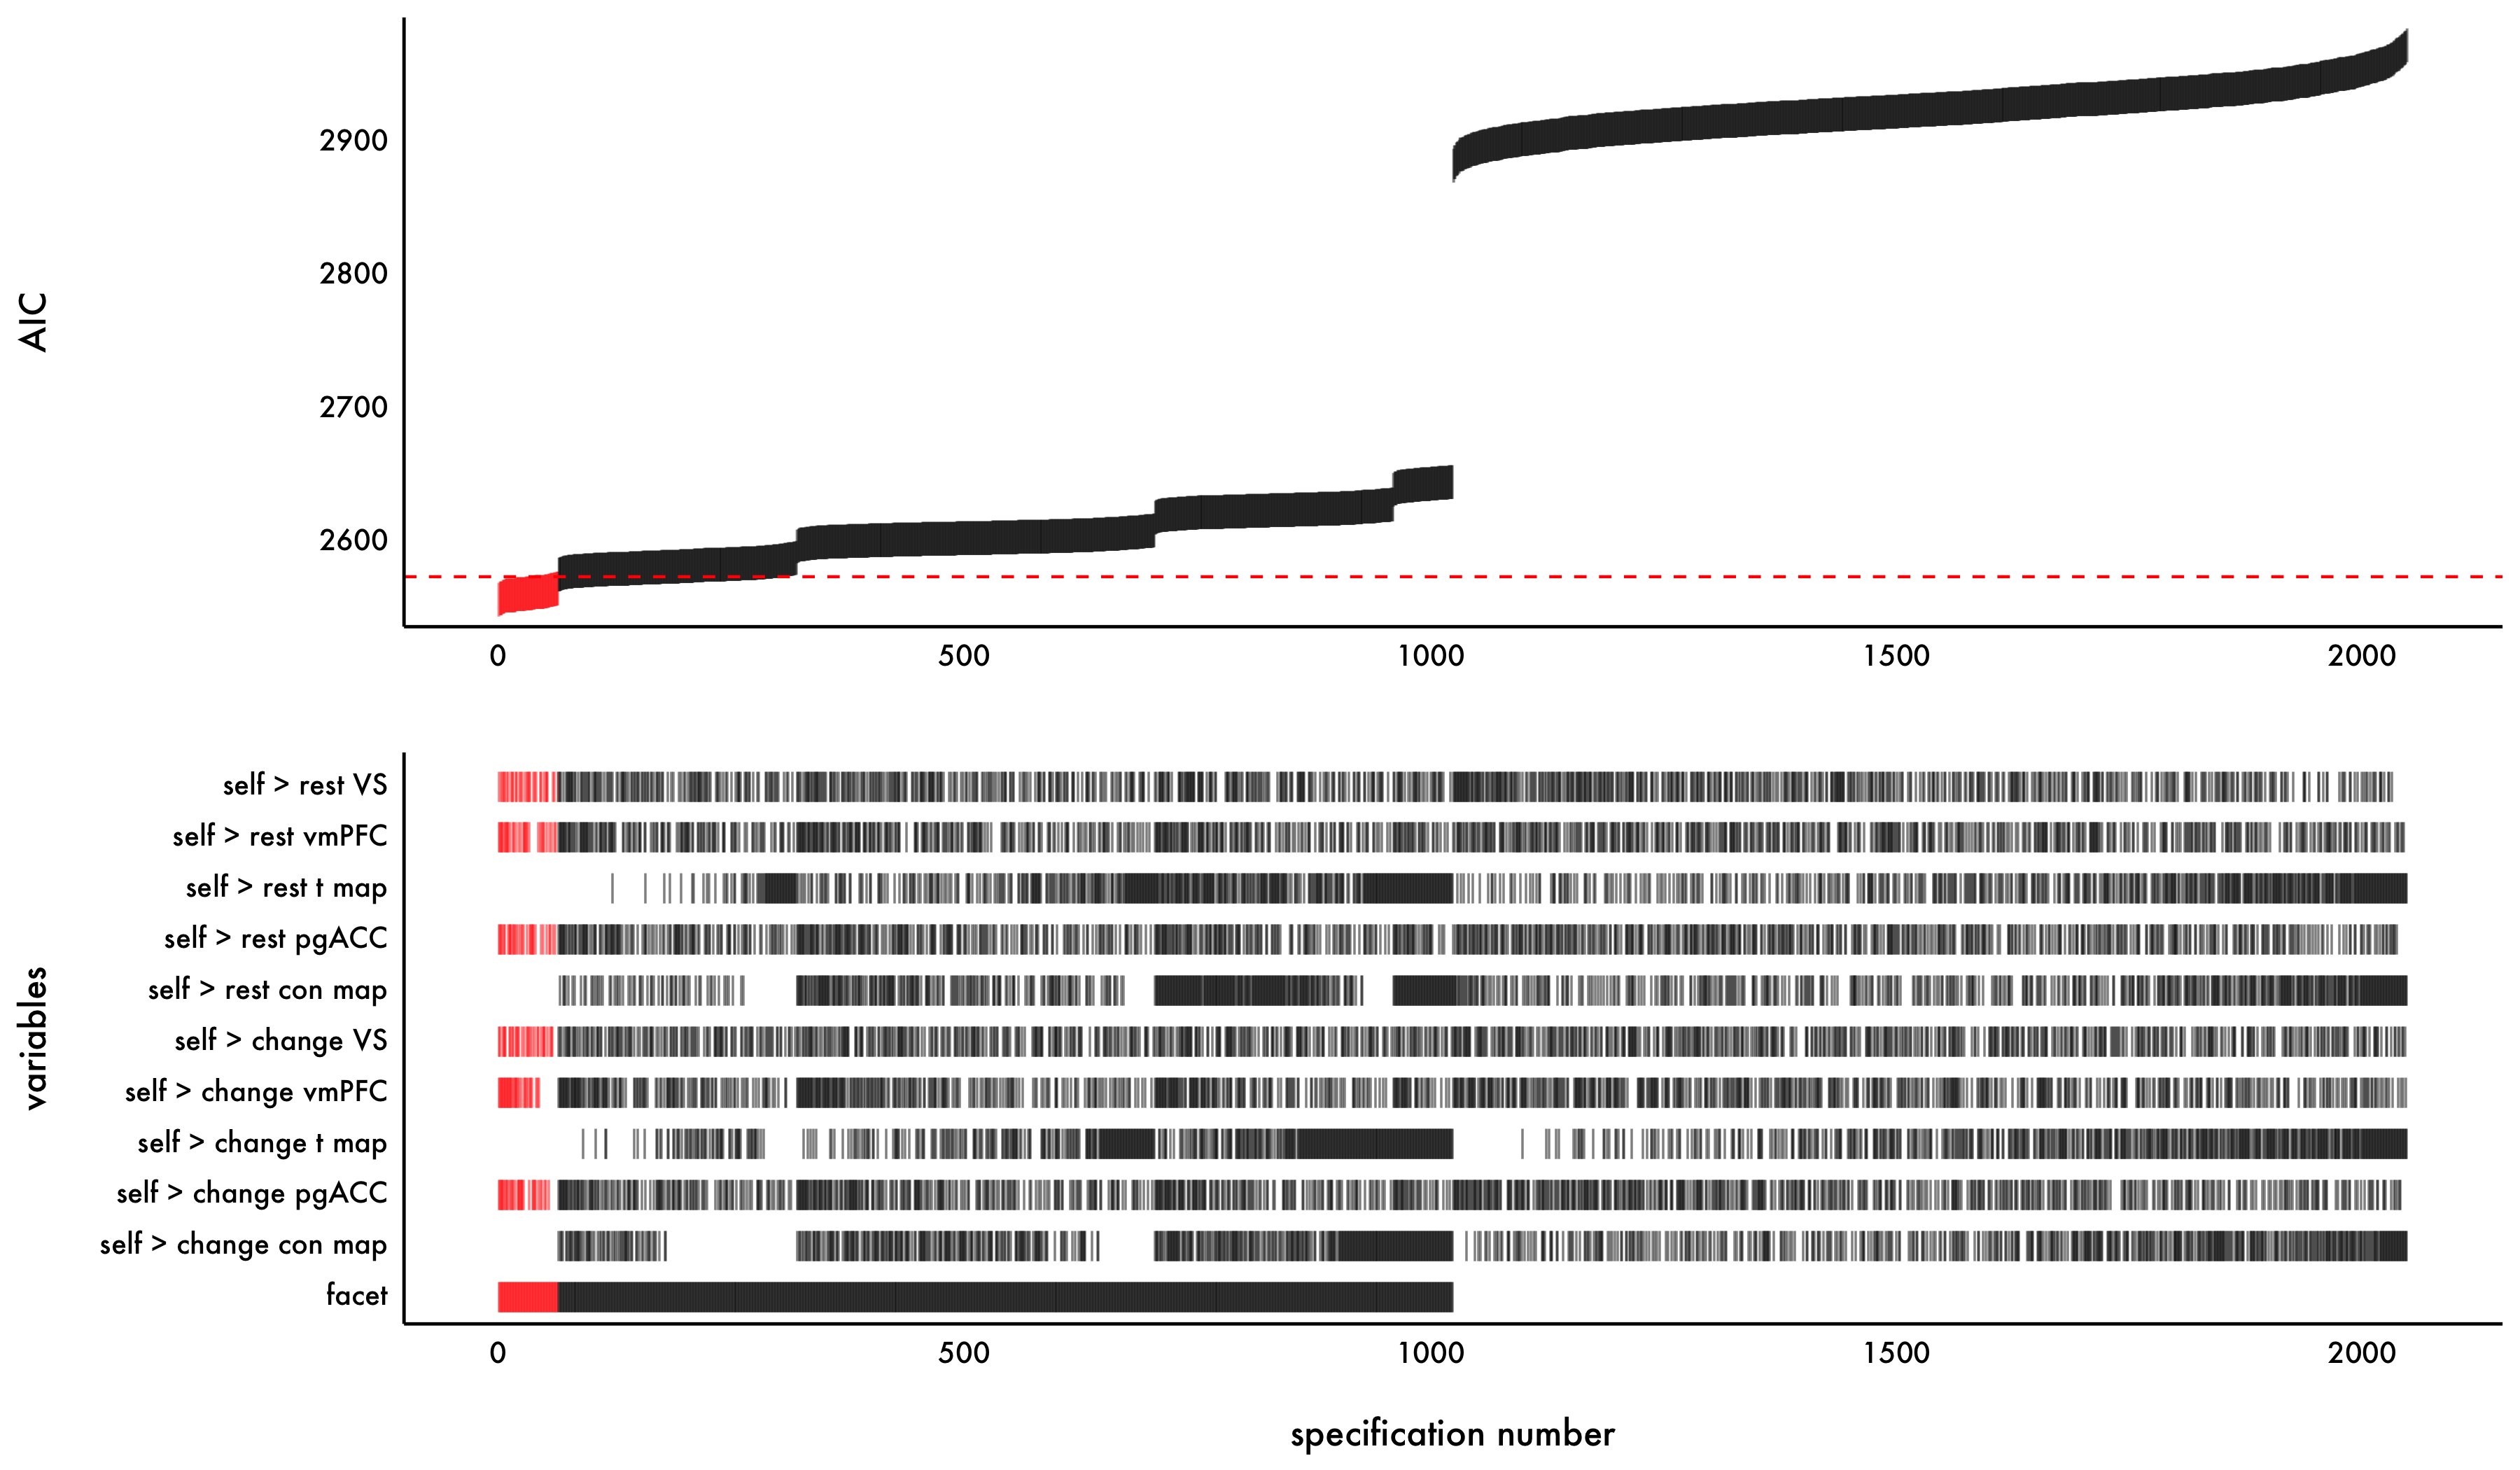 AIC
2900
2800
2700
2600
0 500 1000 1500 2000
variables
self > rest VS
self > rest vmPFC
self > rest t map
self > rest pgACC
self > rest con map
self > change VS
self > change vmPFC
self > change t map
self > change pgACC
self > change con map
facet
0 500 1000 1500 2000
specification number